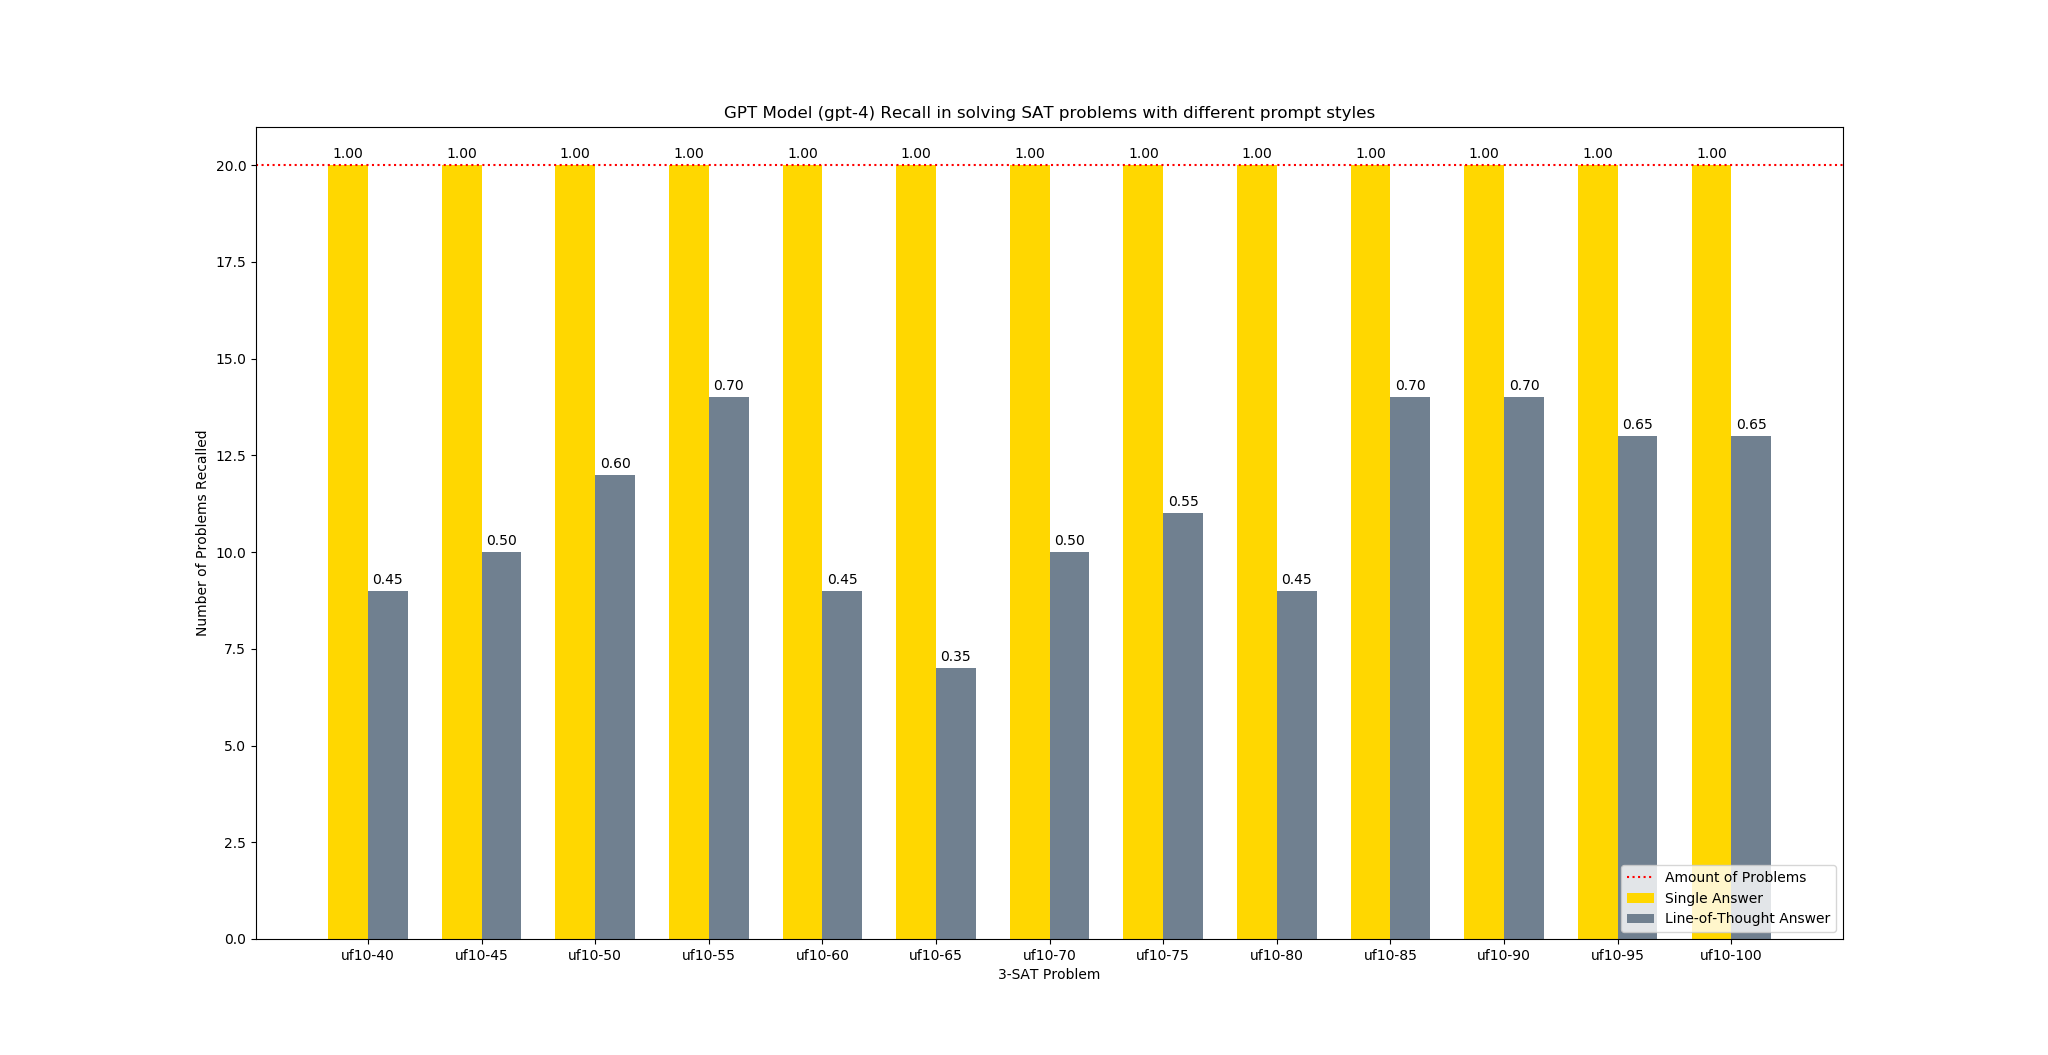 GPT Model (gpt-4) Recall in solving SAT problems with different prompt styles
1.00 1.00 1.00 1.00 1.00 1.00 1.00 1.00 1.00 1.00 1.00 1.00 1.00
20.0
17.5
15.0
0.70 0.70 0.70
0.65 0.65
12.5
0.60
0.55
10.0
0.50 0.50
0.45 0.45 0.45
7.5
0.35
5.0
2.5
0.0
Number of Problems Recalled
Amount of Problems
Single Answer
Line-of-Thought Answer
uf10-40 uf10-45 uf10-50 uf10-55 uf10-60 uf10-65 uf10-70 uf10-75 uf10-80 uf10-85 uf10-90 uf10-95 uf10-100
3-SAT Problem